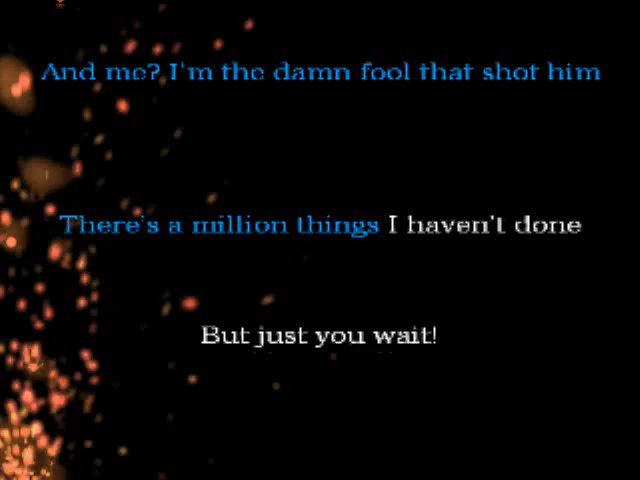 And me? I'm the damn fool that shot him
There's a million things I haven't done
But just you wait!